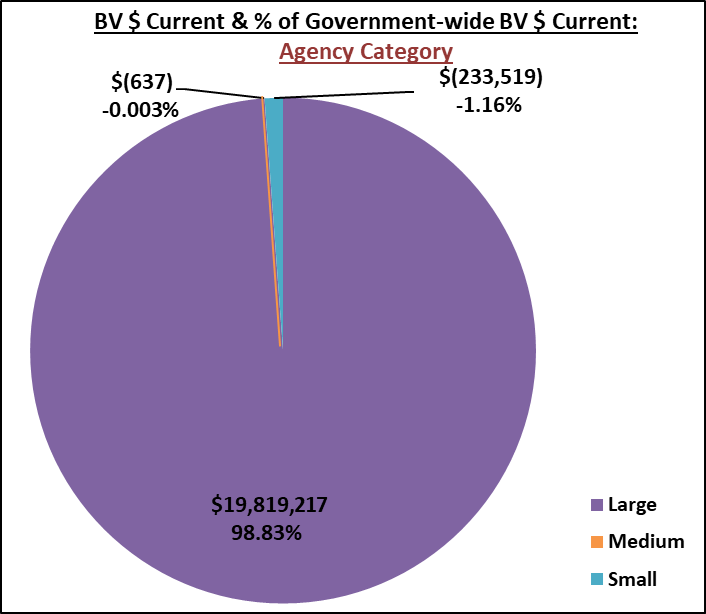 BV $ Current & % of Government-wide BV $ Current:
Agency Category
$(637)
-0.003%
$(233,519)
-1.16%
$19,819,217
98.83%
Large
Medium
Small